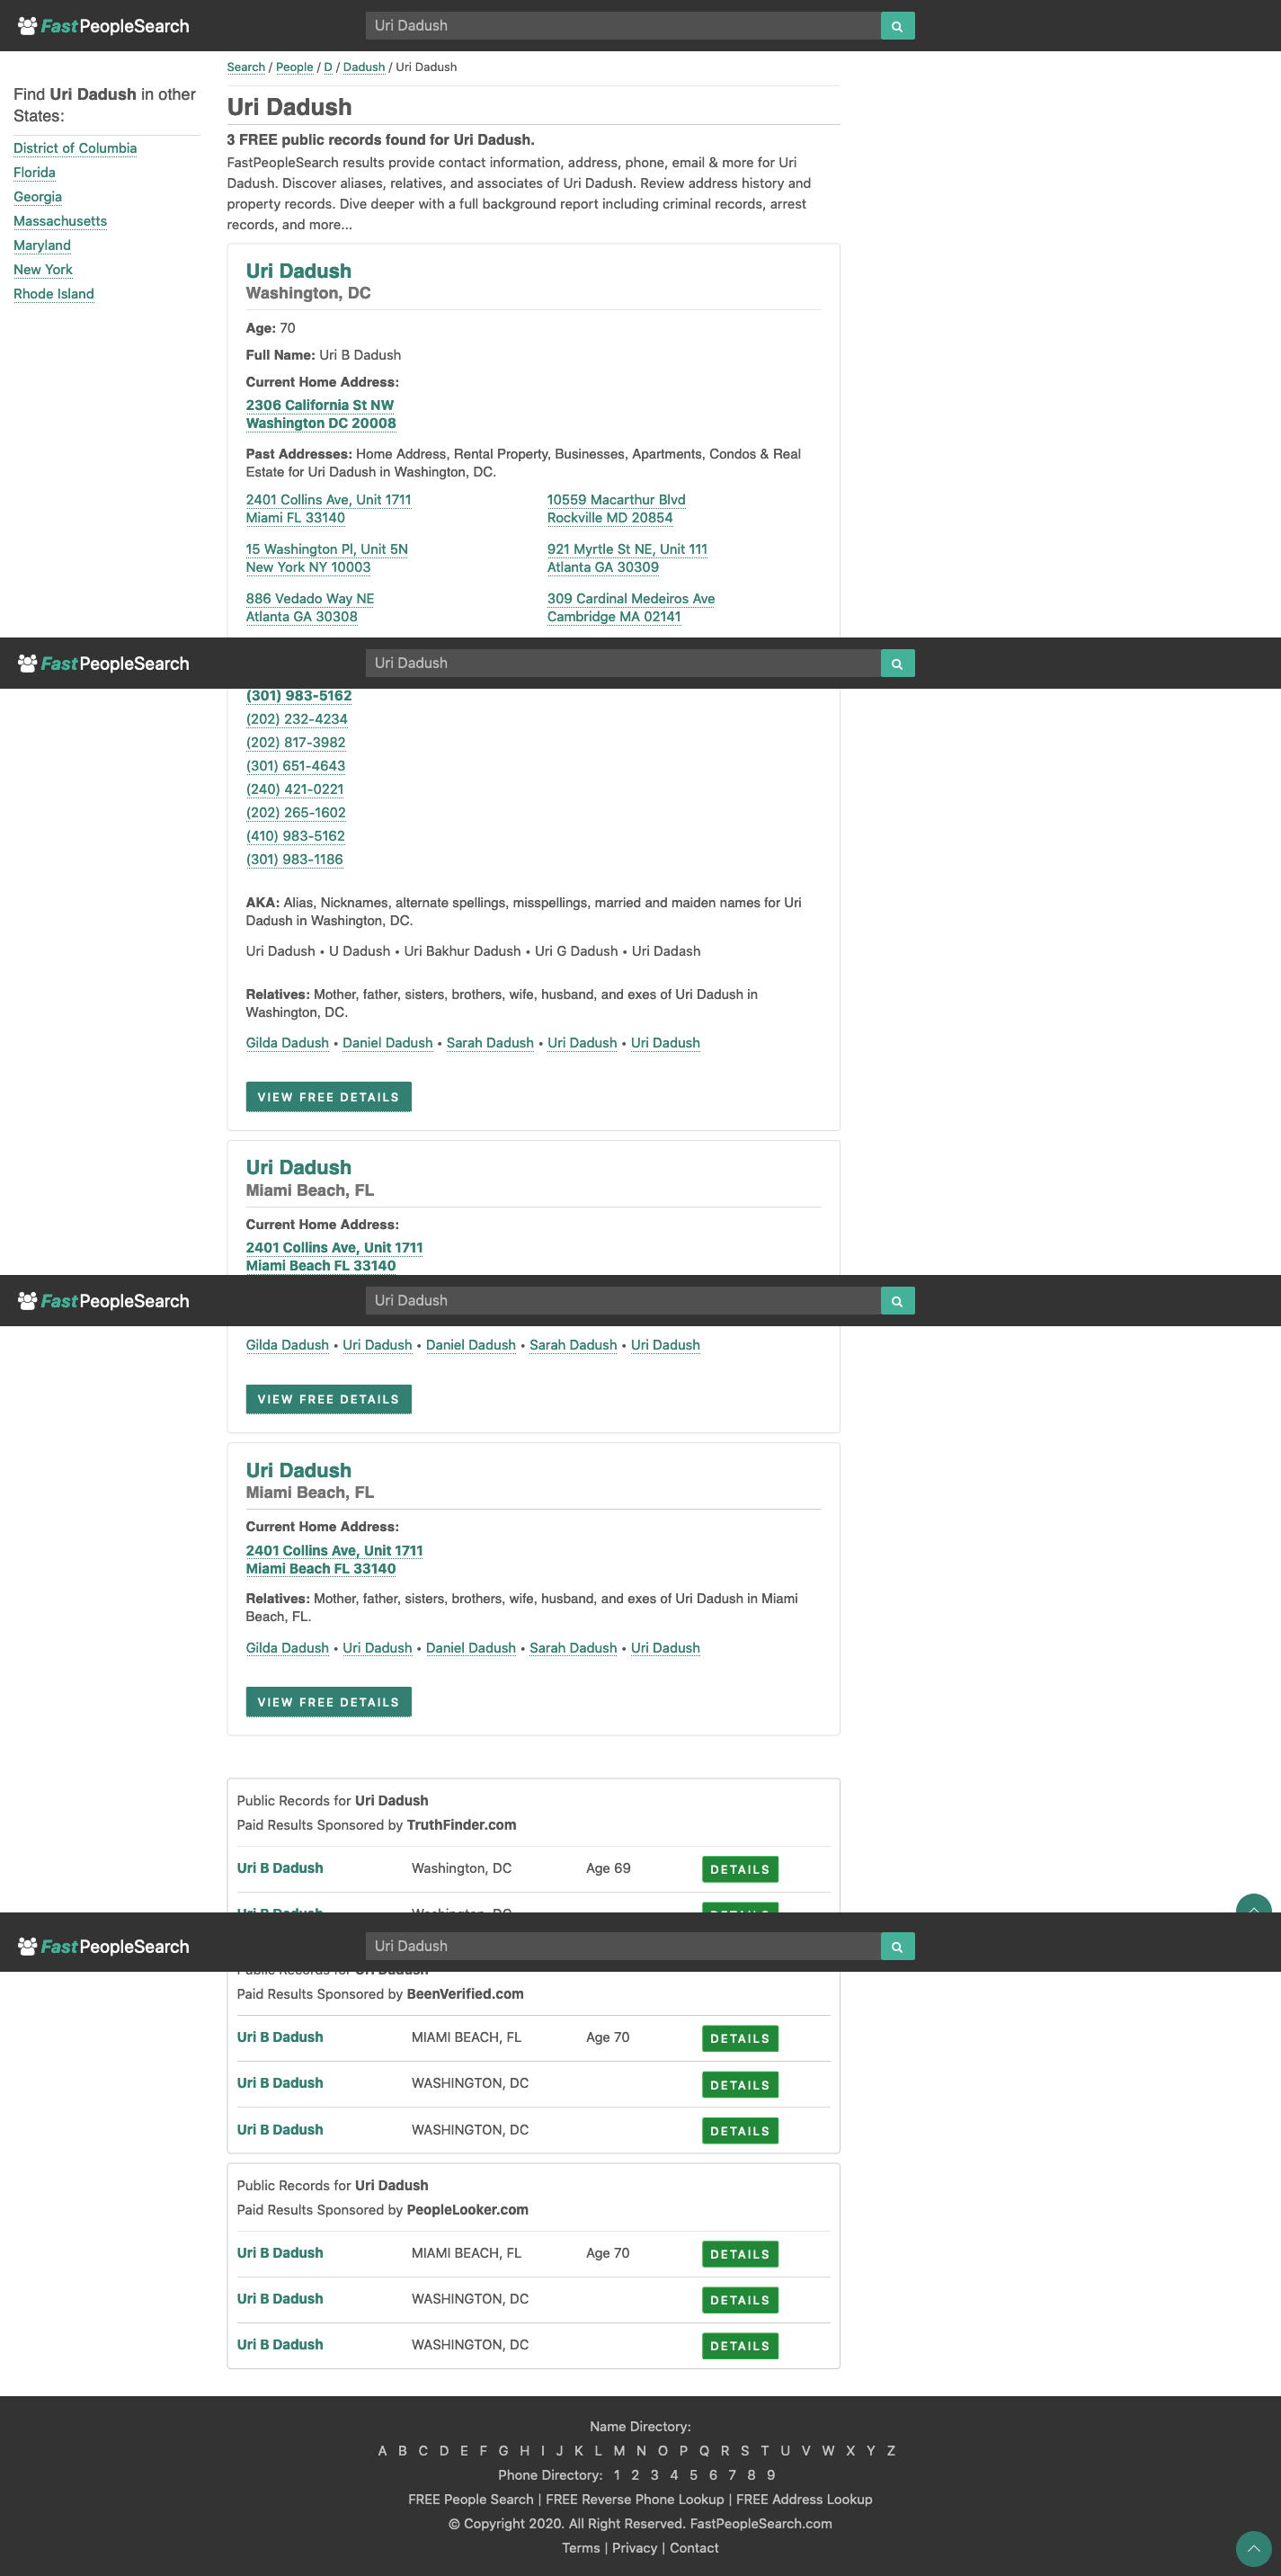 FastPeopleSearch
Uri Dadush
Search / People / D / Dadush / Uri Dadush
Find Uri Dadush in other
States:
District of Columbia
Florida
Georgia
Massachusetts
Maryland
New York
Rhode Island
Uri Dadush
3 FREE public records found for Uri Dadush.
FastPeopleSearch results provide contact information, address, phone, email & more for Uri
Dadush. Discover aliases, relatives, and associates of Uri Dadush. Review address history and
property records. Dive deeper with a full background report including criminal records, arrest
records, and more...
Uri Dadush
Washington, DC
Age: 70
Full Name: Uri B Dadush
Current Home Address:
2306 California St NW
Washington DC 20008
Past Addresses: Home Address, Rental Property, Businesses, Apartments, Condos & Real
Estate for Uri Dadush in Washington, DC.
2401 Collins Ave, Unit 1711
Miami FL 33140
10559 Macarthur Blvd
Rockville MD 20854
15 Washington Pl, Unit 5N
New York NY 10003
921 Myrtle St NE, Unit 111
Atlanta GA 30309
886 Vedado Way NE
Atlanta GA 30308
309 Cardinal Medeiros Ave
Cambridge MA 02141
FastPeopleSearch
Uri Dadush
(301) 983-5162
(202) 232-4234
(202) 817-3982
(301) 651-4643
(240) 421-0221
(202) 265-1602
(410) 983-5162
(301) 983-1186
AKA: Alias, Nicknames, alternate spellings, misspellings, married and maiden names for Uri
Dadush in Washington, DC.
Uri Dadush • U Dadush • Uri Bakhur Dadush • Uri G Dadush • Uri Dadash
Relatives: Mother, father, sisters, brothers, wife, husband, and exes of Uri Dadush in
Washington, DC.
Gilda Dadush • Daniel Dadush • Sarah Dadush • Uri Dadush • Uri Dadush
VIEW FREE DETAILS
Uri Dadush
Miami Beach, FL
Current Home Address:
2401 Collins Ave, Unit 1711
Miami Beach FL 33140
FastPeopleSearch
Uri Dadush
Gilda Dadush • Uri Dadush • Daniel Dadush • Sarah Dadush • Uri Dadush
VIEW FREE DETAILS
Uri Dadush
Miami Beach, FL
Current Home Address:
2401 Collins Ave, Unit 1711
Miami Beach FL 33140
Relatives: Mother, father, sisters, brothers, wife, husband, and exes of Uri Dadush in Miami
Beach, FL.
Gilda Dadush • Uri Dadush • Daniel Dadush • Sarah Dadush • Uri Dadush
VIEW FREE DETAILS
Public Records for Uri Dadush
Paid Results Sponsored by TruthFinder.com
Uri B Dadush Washington, DC Age 69 DETAILS
Uri B Dadush Washington, DC DETAILS
FastPeopleSearch
Uri Dadush
Public Records for Uri Dadush
Paid Results Sponsored by BeenVerified.com
Uri B Dadush MIAMI BEACH, FL Age 70 DETAILS
Uri B Dadush WASHINGTON, DC DETAILS
Uri B Dadush WASHINGTON, DC DETAILS
Public Records for Uri Dadush
Paid Results Sponsored by PeopleLooker.com
Uri B Dadush MIAMI BEACH, FL Age 70 DETAILS
Uri B Dadush WASHINGTON, DC DETAILS
Uri B Dadush WASHINGTON, DC DETAILS
Name Directory:
A B C D E F G H I J K L M N O P Q R S T U V W X Y Z
Phone Directory: 1 2 3 4 5 6 7 8 9
FREE People Search | FREE Reverse Phone Lookup | FREE Address Lookup
© Copyright 2020. All Right Reserved. FastPeopleSearch.com
Terms | Privacy | Contact